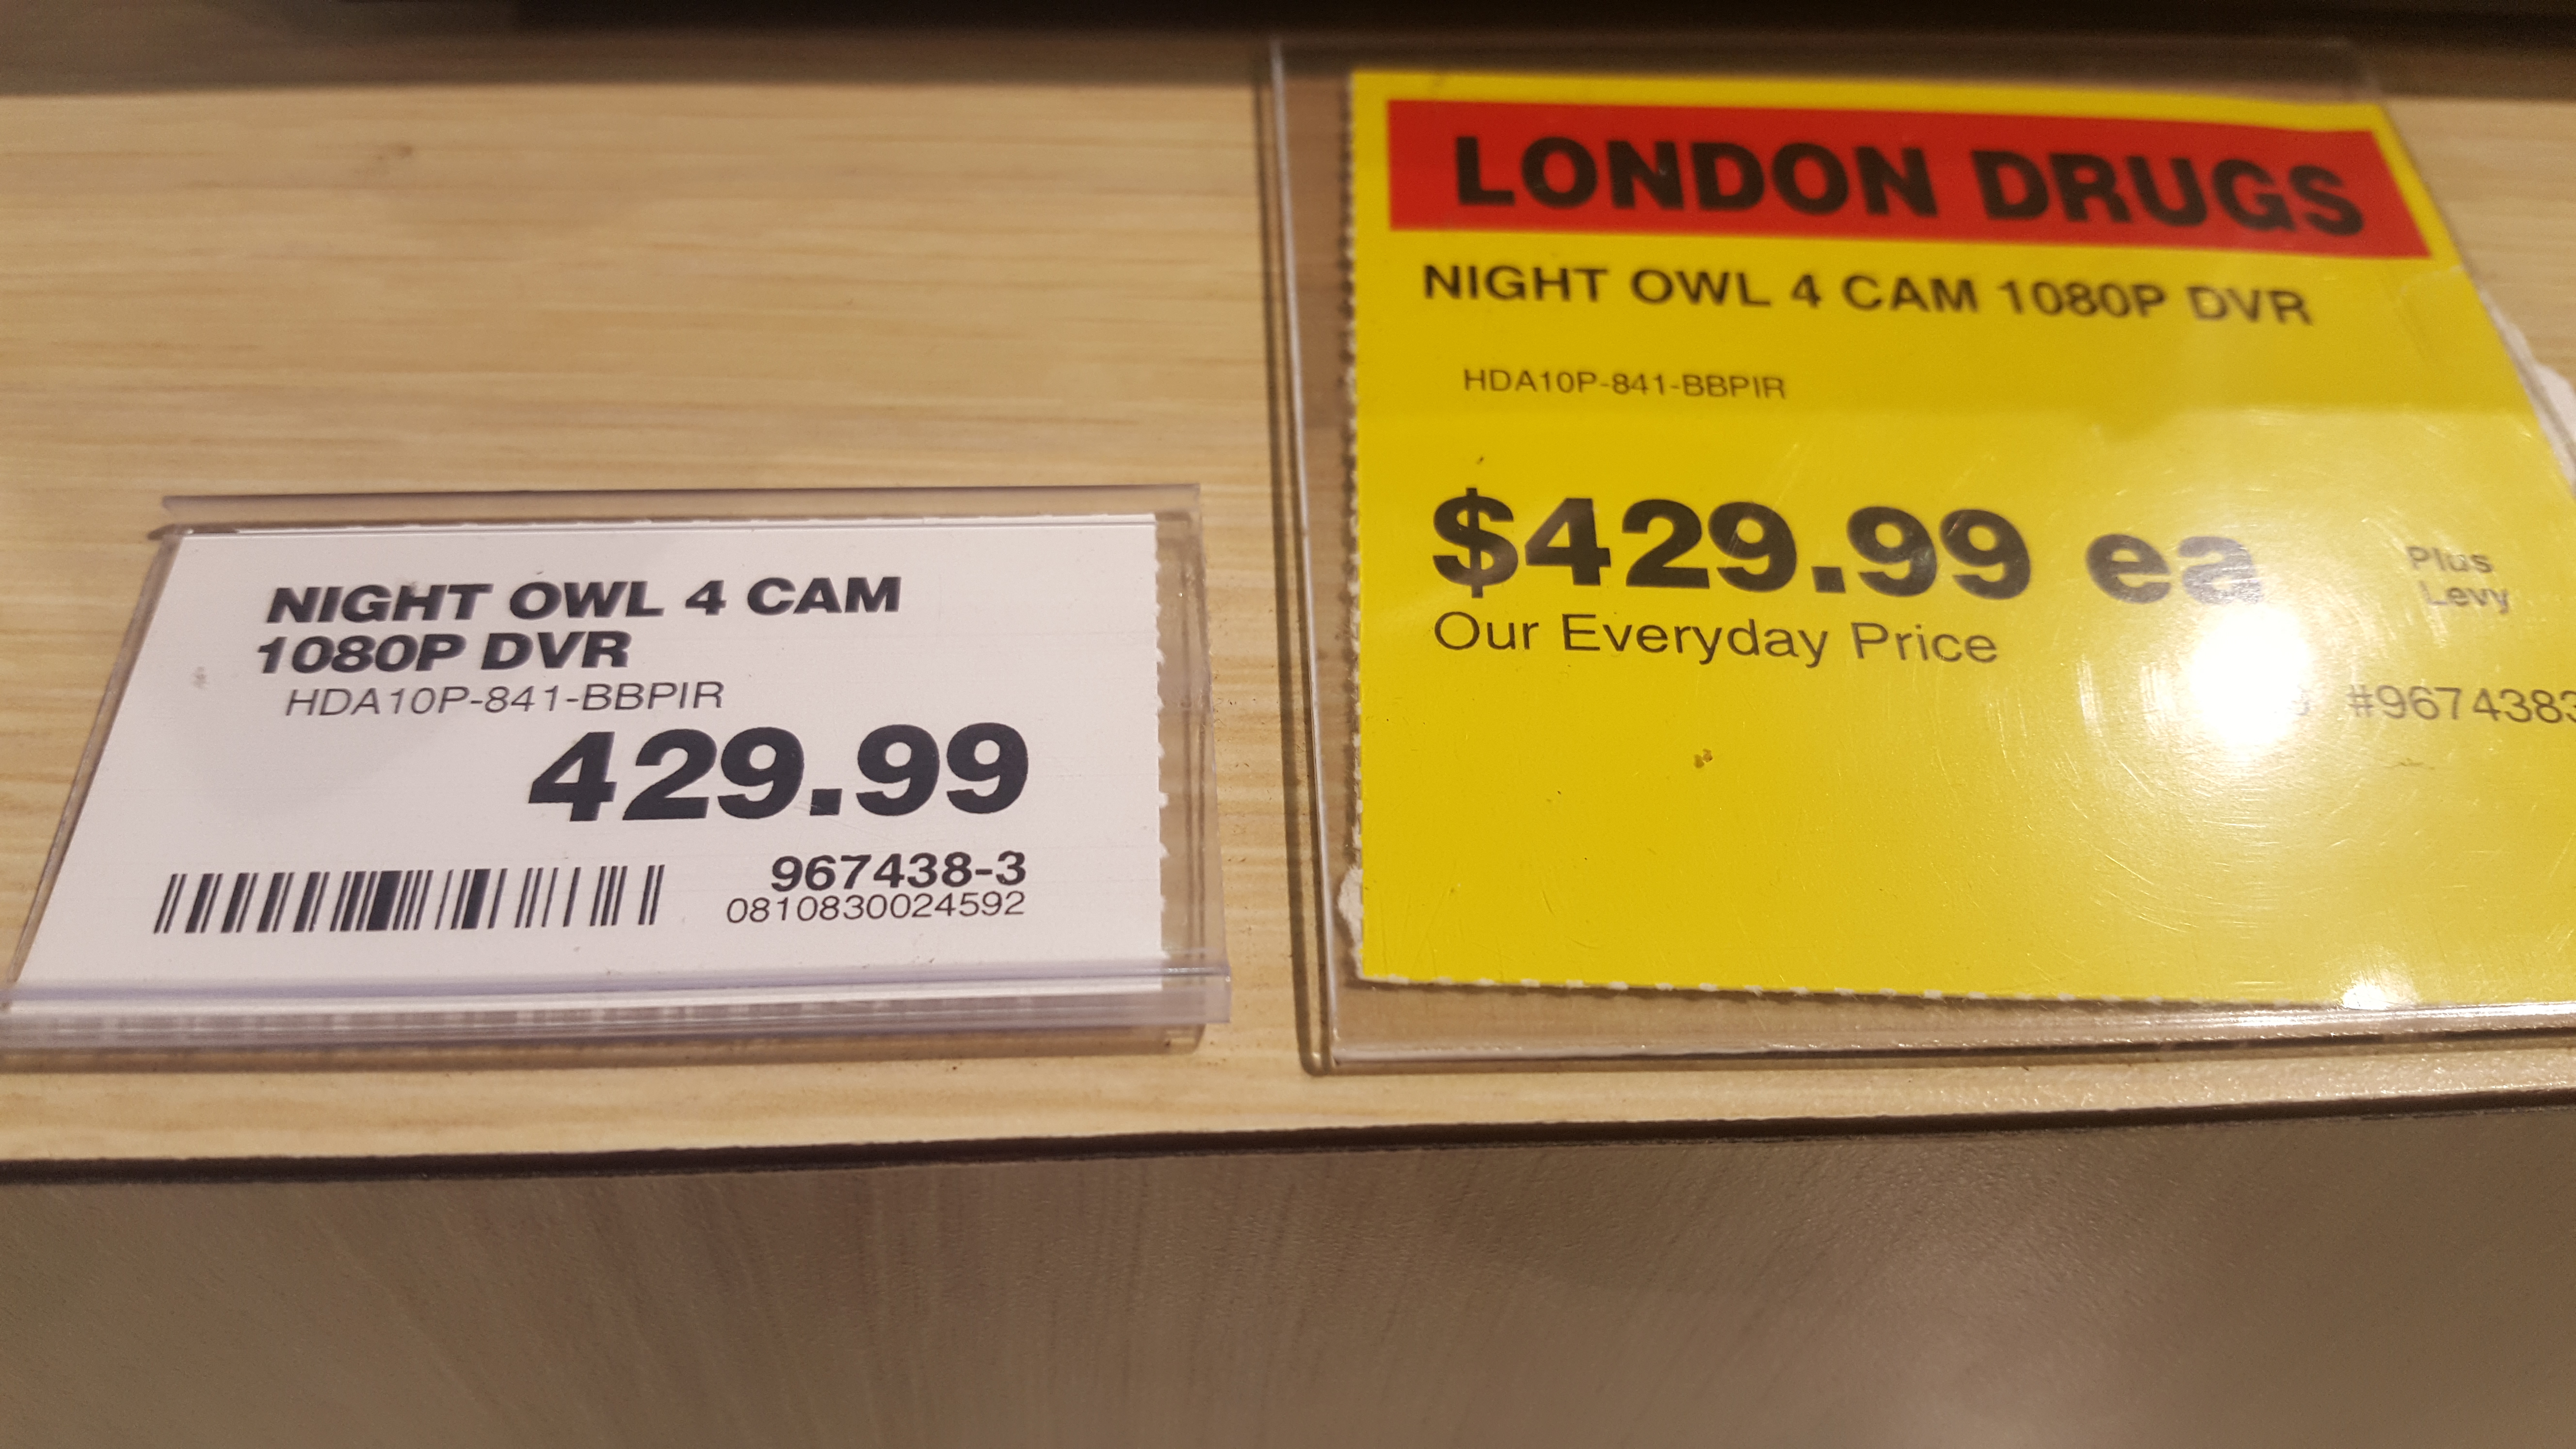 NIGHT OWL 4 CAM
1080P DVR
HDA10P-841-BBPIR
429.99
967438-3
0810830024592
LONDON DRUGS
NIGHT OWL 4 CAM 1080P DVR
HDA10P-841-BBPIR
$429.99 ea
Plus
Levy
Our Everyday Price
#9674383